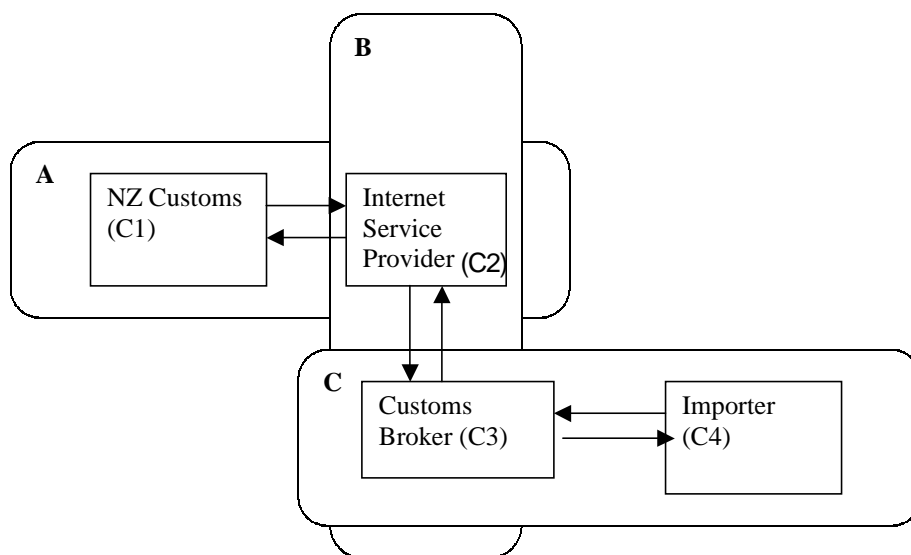 B
A
NZ Customs
(C1)
Internet
Service
Provider (C2)
C
Customs
Broker (C3)
Importer
(C4)